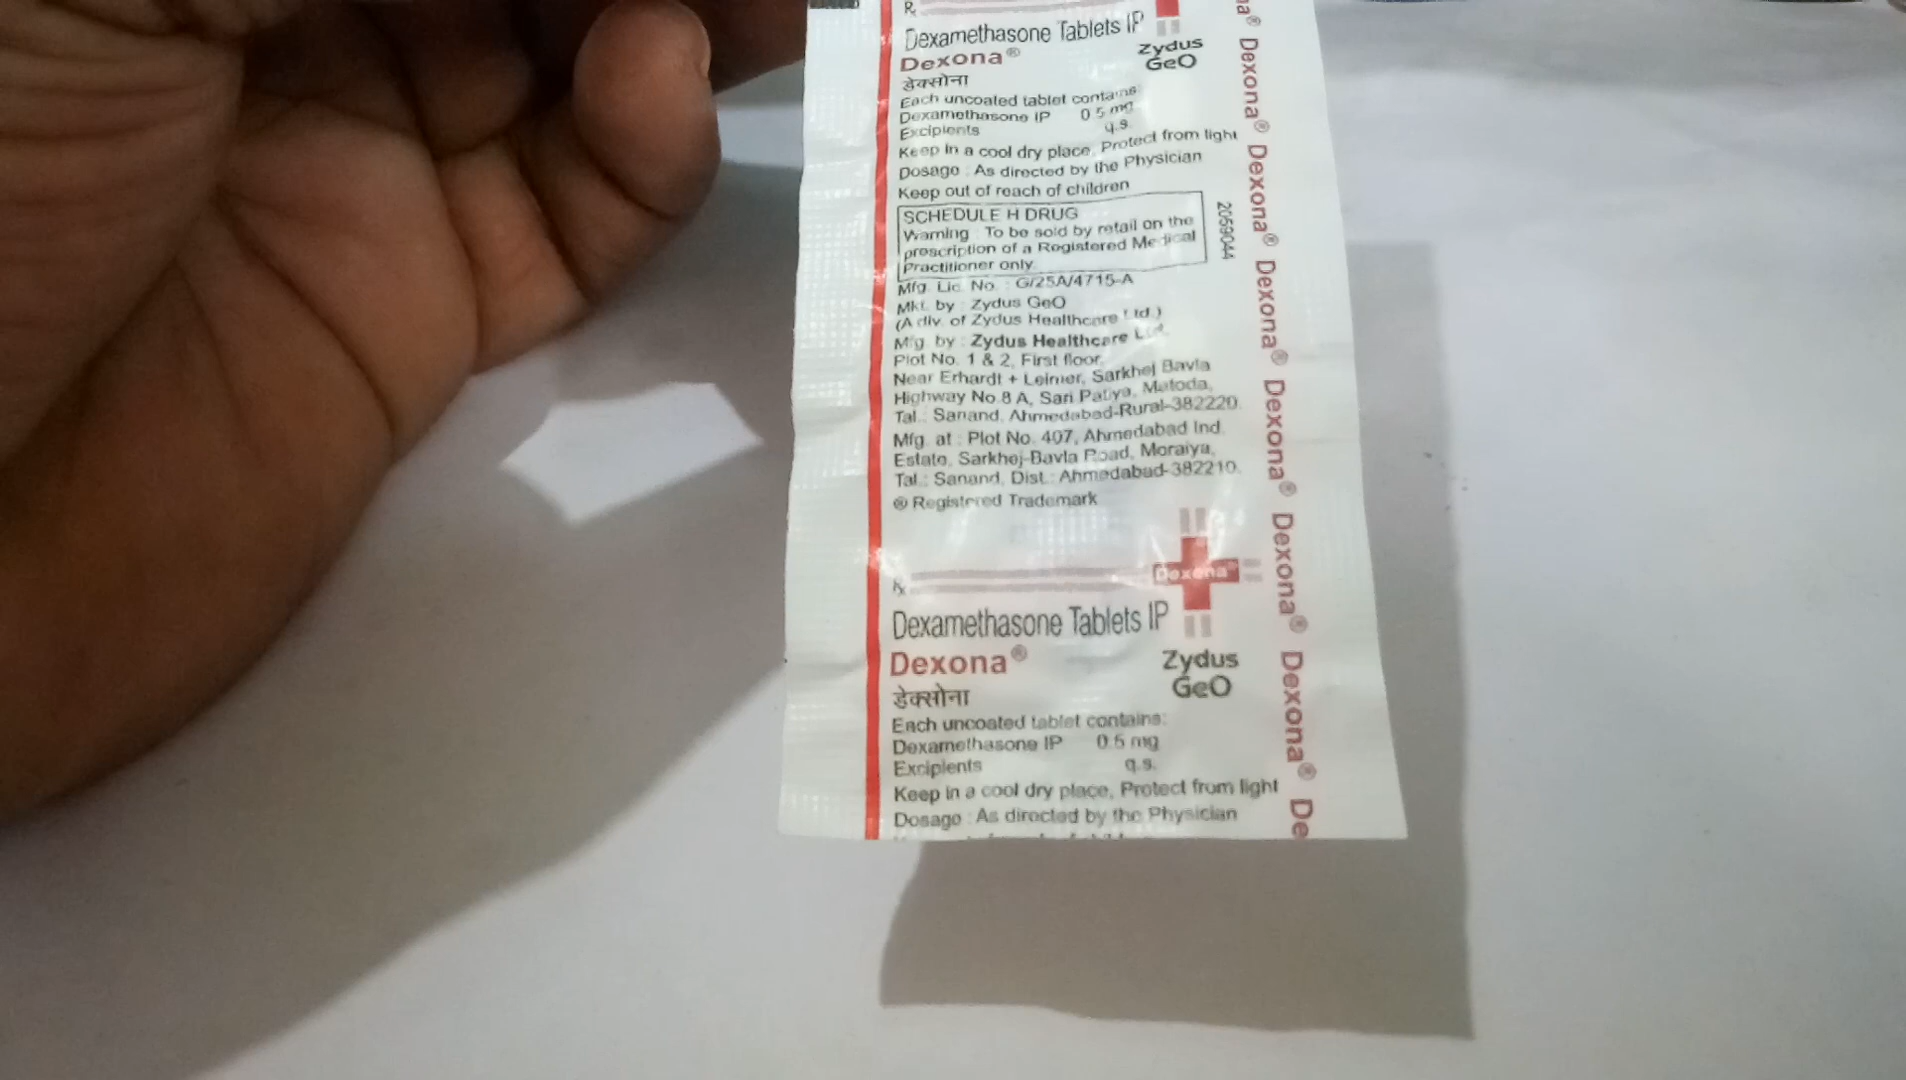 Rx
Dexamethasone Tablets IP
Dexona®
डेक्सोना
Zydus
GeO
Each uncoated tablet contains
Dexamethasone IP 0.5 mg
Excipients q.s.
Keep in a cool dry place, Protect from light
Dosage : As directed by the Physician
Keep out of reach of children
SCHEDULE H DRUG
Warning : To be sold by retail on the
prescription of a Registered Medical
Practitioner only.
2059044
Mfg. Lic. No. : G/25A/4715-A
Mkt. by : Zydus GeO
(A div. of Zydus Healthcare Ltd.)
Mfg. by : Zydus Healthcare Ltd.
Plot No. 1 & 2, First floor,
Near Erhardt + Leimer, Sarkhej Bavla
Highway No.8 A, Sari Patiya, Matoda,
Tal.: Sanand, Ahmedabad-Rural-382220.
Mfg. at : Plot No. 407, Ahmedabad Ind.
Estate, Sarkhej-Bavla Road, Moraiya,
Tal.: Sanand, Dist.: Ahmedabad-382210.
® Registered Trademark
Rx
Dexona®
Dexamethasone Tablets IP
Dexona®
डेक्सोना
Zydus
GeO
Each uncoated tablet contains:
Dexamethasone IP 0.5 mg
Excipients q.s.
Keep in a cool dry place, Protect from light
Dosage : As directed by the Physician
na® Dexona® Dexona® Dexona® Dexona® Dexona® Dexona® De